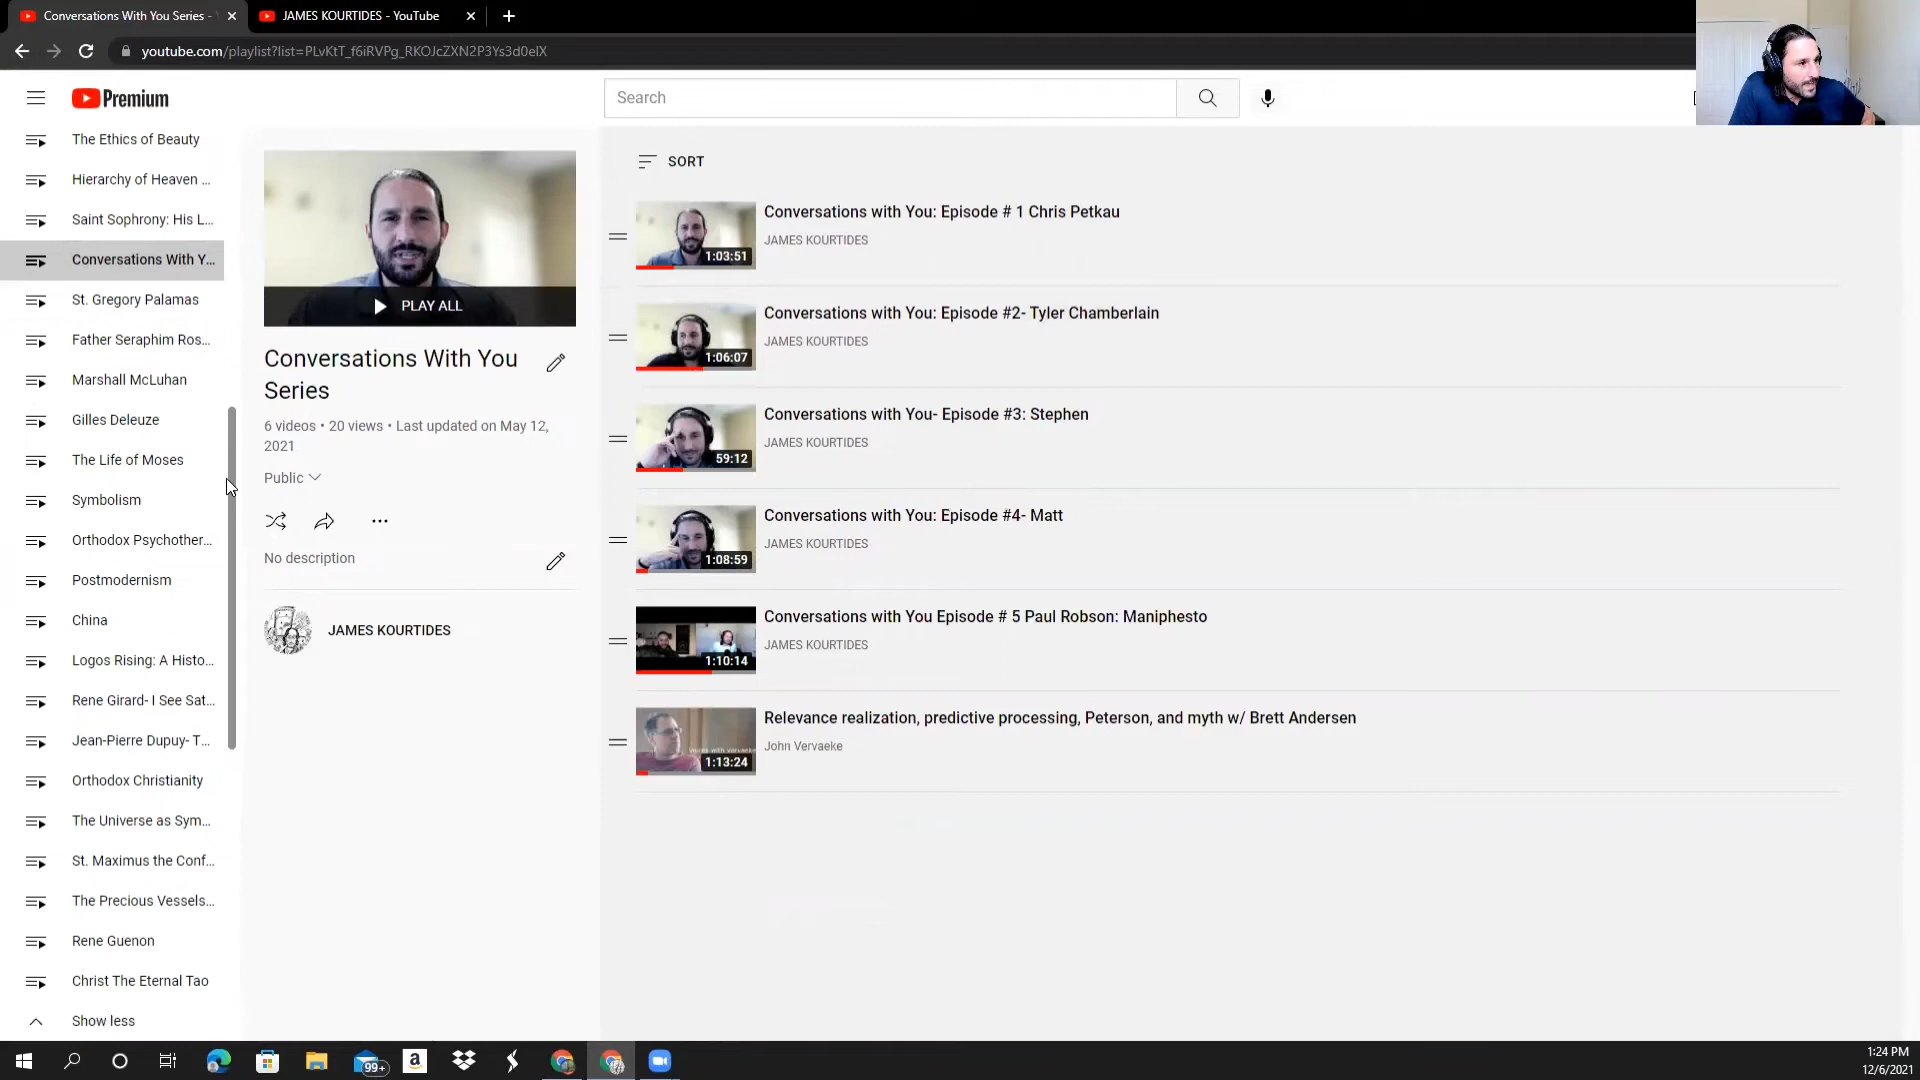 Conversations With You Series -
JAMES KOURTIDES - YouTube
youtube.com/playlist?list=PLvKtT_f6iRVPg_RKOJcZXN2P3Ys3d0elX
Premium
Search
The Ethics of Beauty
Hierarchy of Heaven ...
Saint Sophrony: His L...
Conversations With Y...
St. Gregory Palamas
Father Seraphim Ros...
Marshall McLuhan
Gilles Deleuze
The Life of Moses
Symbolism
Orthodox Psychother...
Postmodernism
China
Logos Rising: A Histo...
Rene Girard- I See Sat...
Jean-Pierre Dupuy- T...
Orthodox Christianity
The Universe as Sym...
St. Maximus the Conf...
The Precious Vessels...
Rene Guenon
Christ The Eternal Tao
Show less
PLAY ALL
Conversations With You
Series
6 videos • 20 views • Last updated on May 12,
2021
Public
No description
JAMES KOURTIDES
SORT
Conversations with You: Episode # 1 Chris Petkau
JAMES KOURTIDES
1:03:51
Conversations with You: Episode #2- Tyler Chamberlain
JAMES KOURTIDES
1:06:07
Conversations with You- Episode #3: Stephen
JAMES KOURTIDES
59:12
Conversations with You: Episode #4- Matt
JAMES KOURTIDES
1:08:59
Conversations with You Episode # 5 Paul Robson: Maniphesto
JAMES KOURTIDES
1:10:14
Relevance realization, predictive processing, Peterson, and myth w/ Brett Andersen
John Vervaeke
1:13:24
99+
a
1:24 PM
12/6/2021